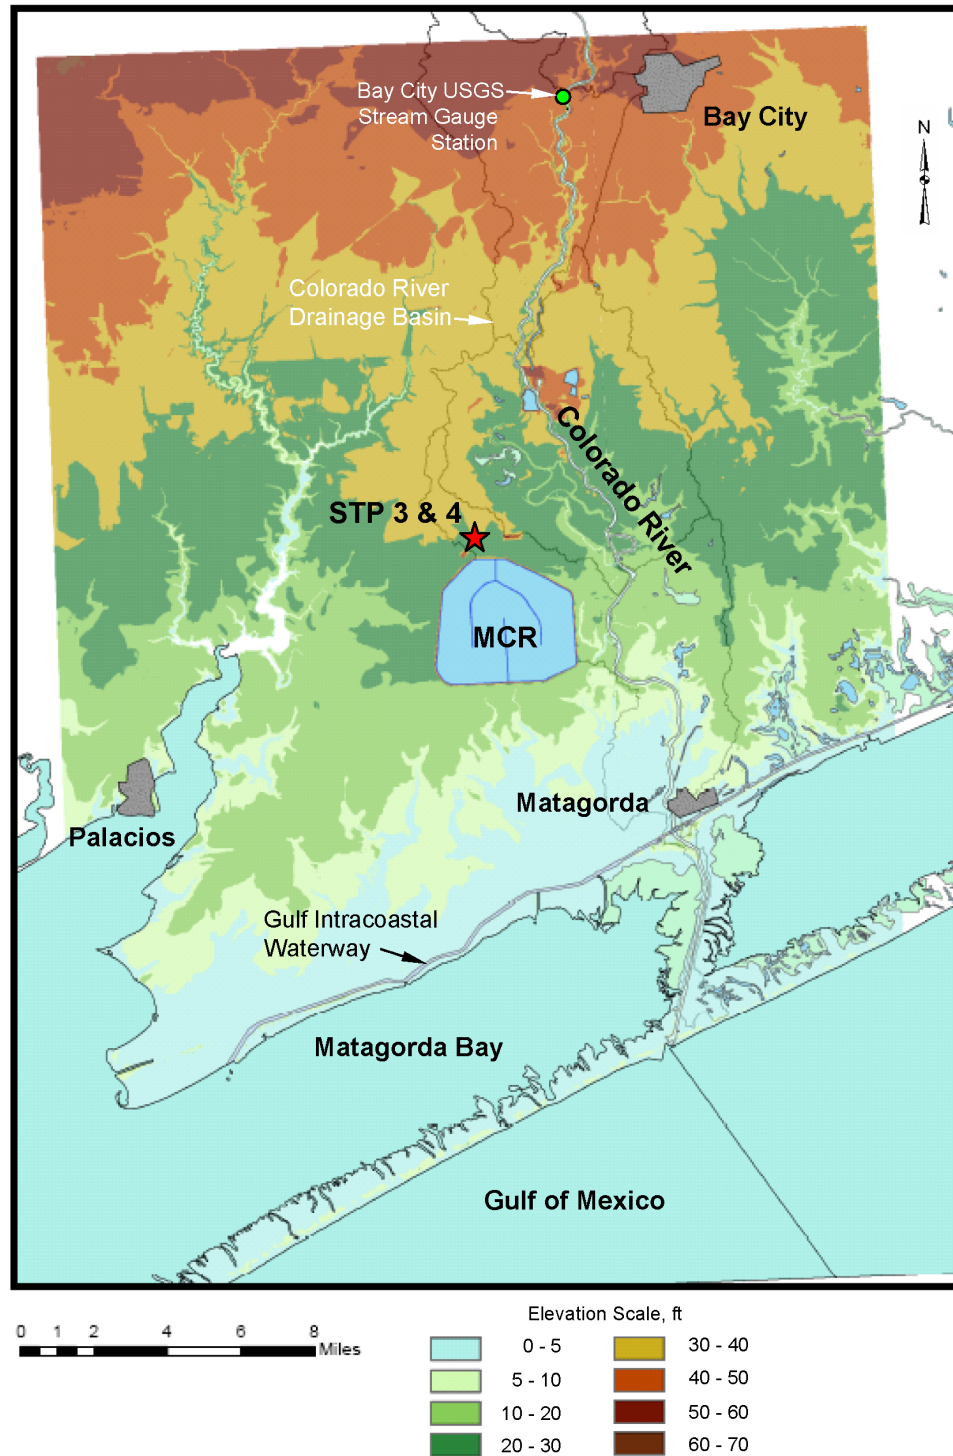 Bay City USGS
Stream Gauge
Station
Bay City
N
Colorado River
Drainage Basin
Colorado River
STP 3 & 4
MCR
Matagorda
Palacios
Gulf Intracoastal
Waterway
Matagorda Bay
Gulf of Mexico
0 1 2 4 6 8
Miles
Elevation Scale, ft
0 - 5
5 - 10
10 - 20
20 - 30
30 - 40
40 - 50
50 - 60
60 - 70